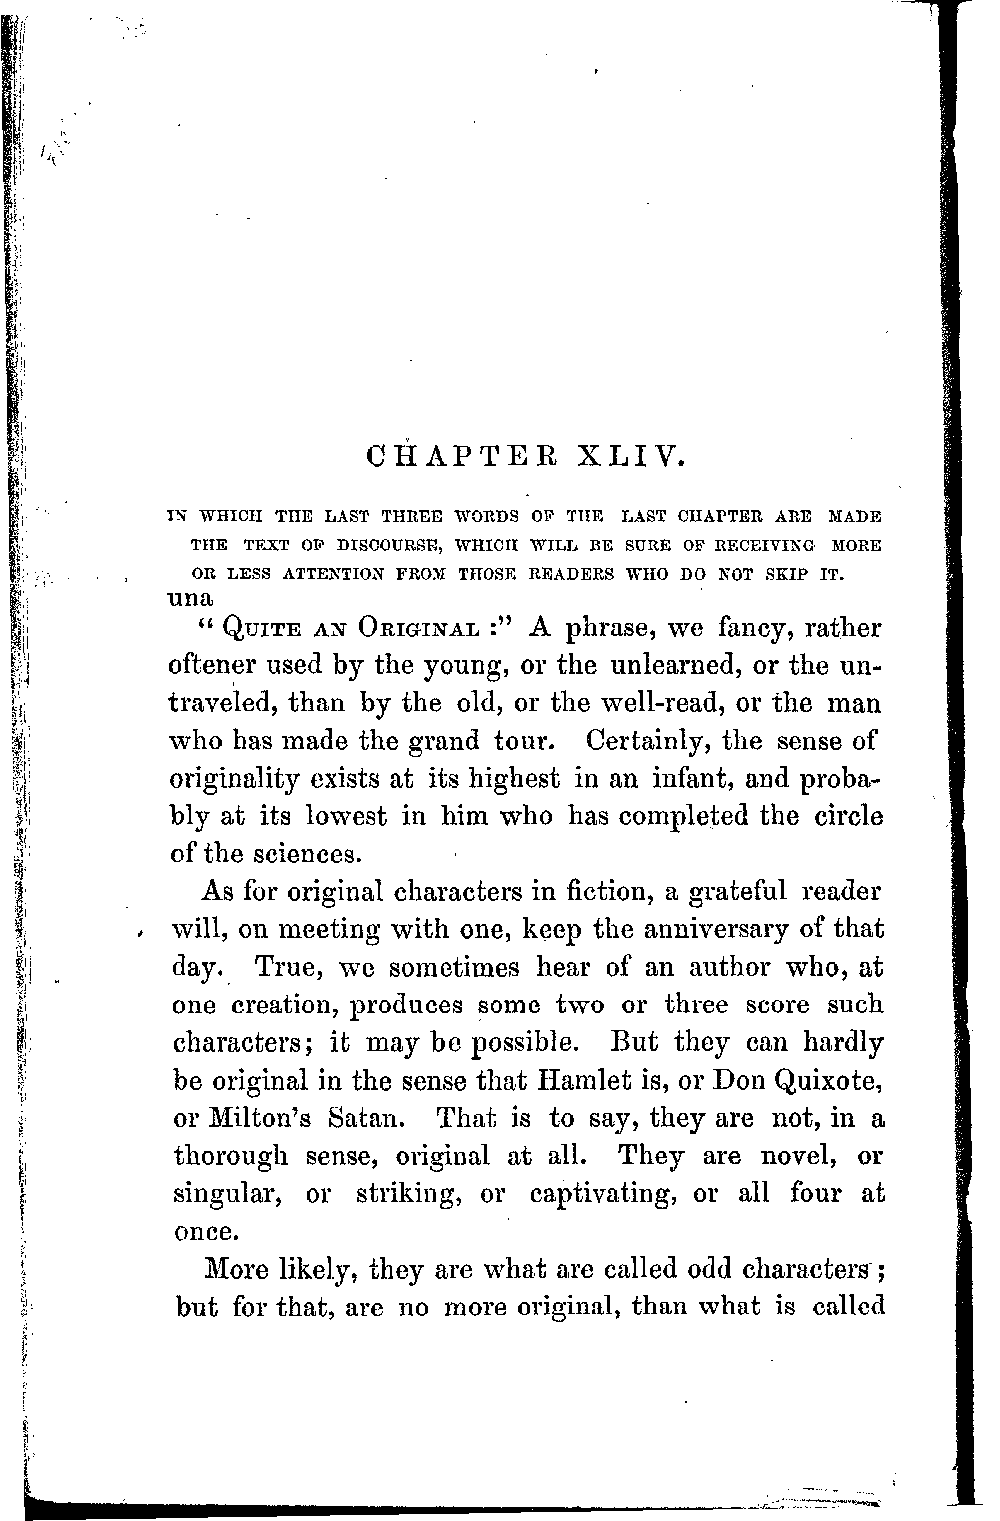 CHAPTER XLIV.
IN WHICH THE LAST THREE WORDS OF THE LAST CHAPTER ARE MADE
THE TEXT OF DISCOURSE, WHICH WILL BE SURE OF RECEIVING MORE
OR LESS ATTENTION FROM THOSE READERS WHO DO NOT SKIP IT.
una
“ QUITE AN ORIGINAL :” A phrase, we fancy, rather
oftener used by the young, or the unlearned, or the un-
traveled, than by the old, or the well-read, or the man
who has made the grand tour. Certainly, the sense of
originality exists at its highest in an infant, and proba-
bly at its lowest in him who has completed the circle
of the sciences.
As for original characters in fiction, a grateful reader
will, on meeting with one, keep the anniversary of that
day. True, we sometimes hear of an author who, at
one creation, produces some two or three score such
characters; it may be possible. But they can hardly
be original in the sense that Hamlet is, or Don Quixote,
or Milton’s Satan. That is to say, they are not, in a
thorough sense, original at all. They are novel, or
singular, or striking, or captivating, or all four at
once.
More likely, they are what are called odd characters ;
but for that, are no more original, than what is called